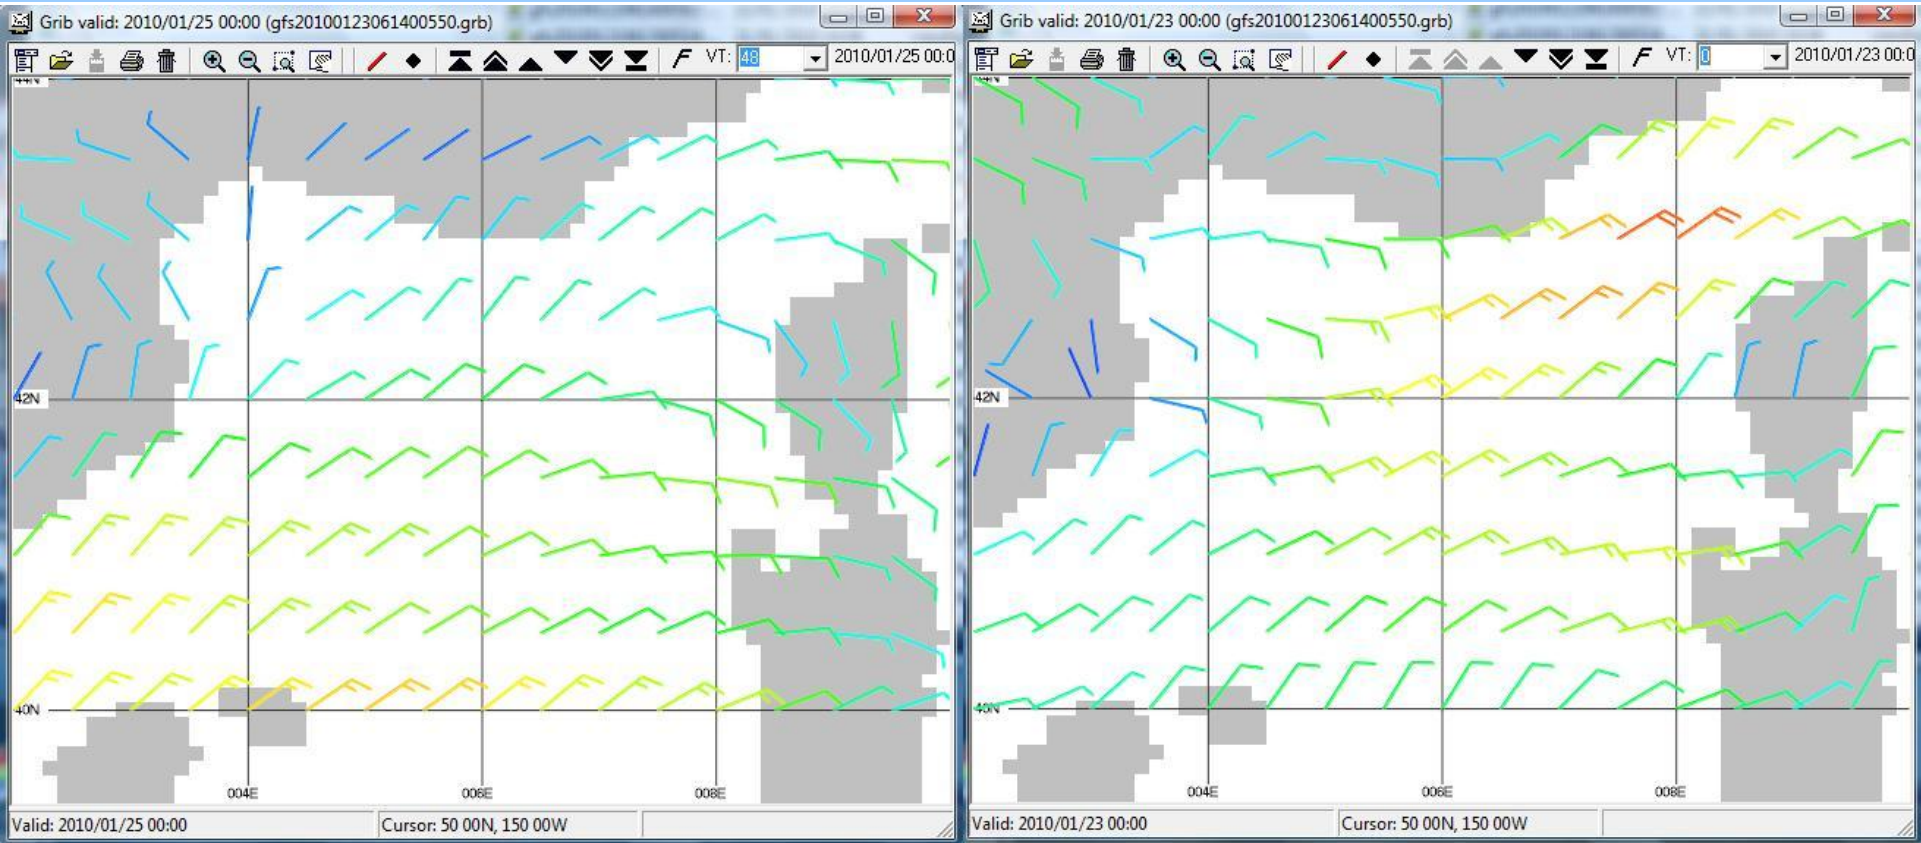 Grib valid: 2010/01/25 00:00 (gfs20100123061400550.grb)
F VT: 48 2010/01/25 00:0
44N
42N
40N
004E 006E 008E
Valid: 2010/01/25 00:00 Cursor: 50 00N, 150 00W
Grib valid: 2010/01/23 00:00 (gfs20100123061400550.grb)
F VT: 0 2010/01/23 00:0
44N
42N
40N
004E 006E 008E
Valid: 2010/01/23 00:00 Cursor: 50 00N, 150 00W